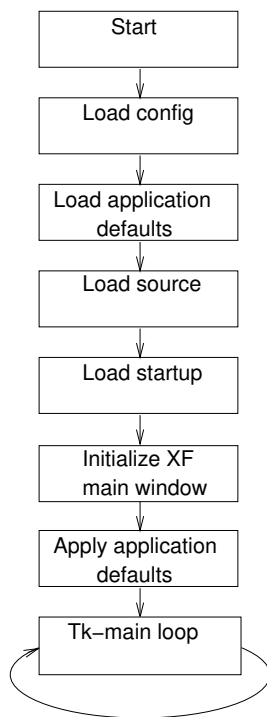 Start
Load config
Load application
defaults
Load source
Load startup
Initialize XF
main window
Apply application
defaults
Tk−main loop